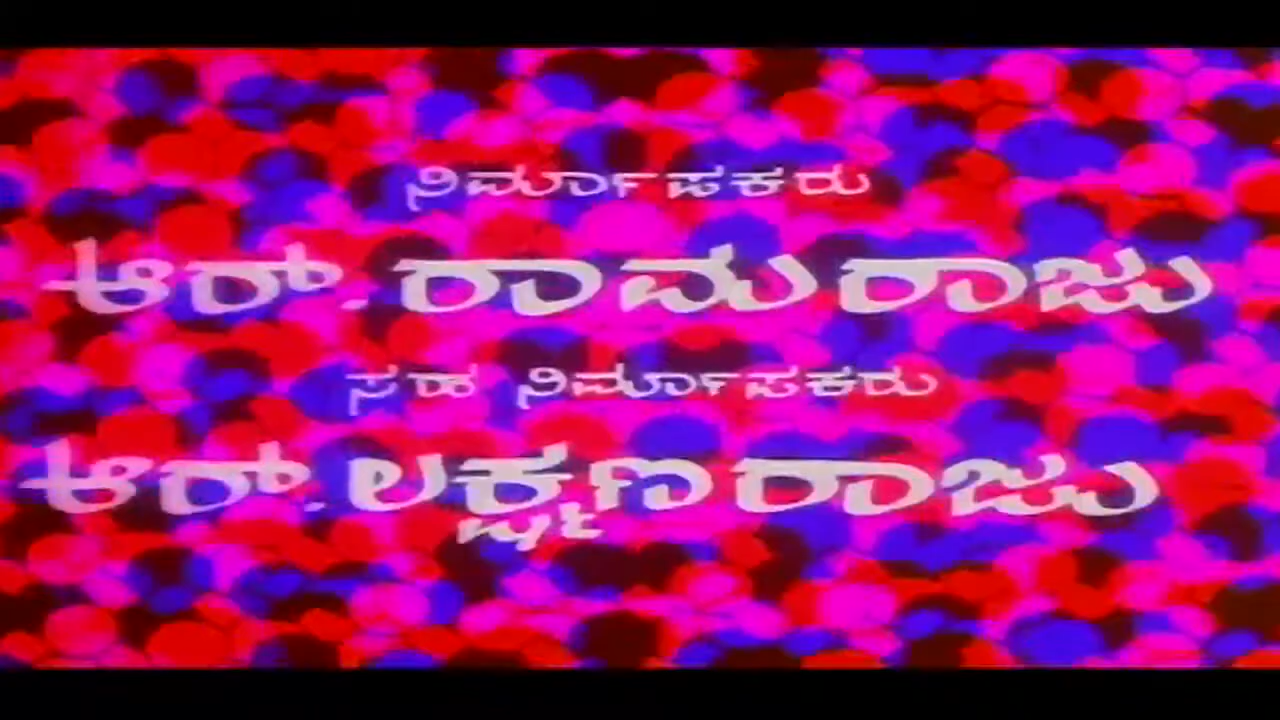 ನಿರ್ಮಾಪಕರು
ಆರ್. ರಾಮರಾಜು
ಸಹ ನಿರ್ಮಾಪಕರು
ಆರ್. ಲಕ್ಷ್ಮಣರಾಜು